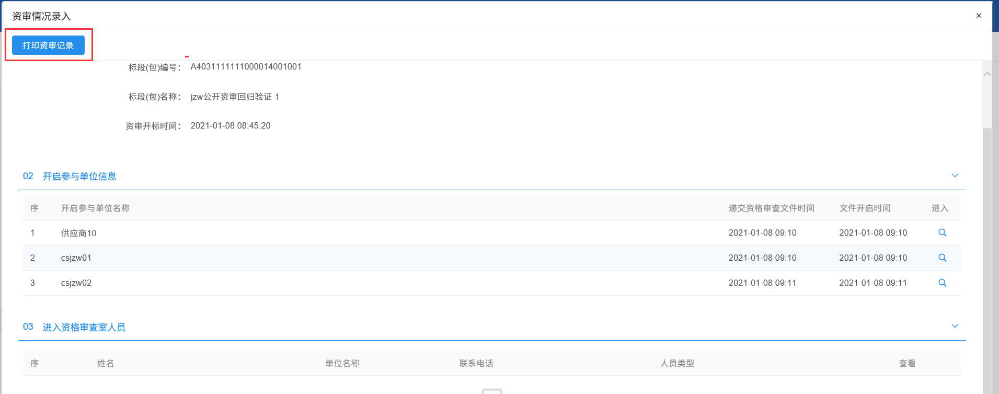 资审情况录入
打印资审记录
标段(包)编号： A4031111111000014001001
标段(包)名称： jzw公开资审回归验证-1
资审开标时间： 2021-01-08 08:45:20
02 开启参与单位信息
序 开启参与单位名称 递交资格审查文件时间 文件开启时间 进入
1 供应商10 2021-01-08 09:10 2021-01-08 09:10
2 csjzw01 2021-01-08 09:10 2021-01-08 09:10
3 csjzw02 2021-01-08 09:11 2021-01-08 09:11
03 进入资格审查室人员
序 姓名 单位名称 联系电话 人员类型 查看